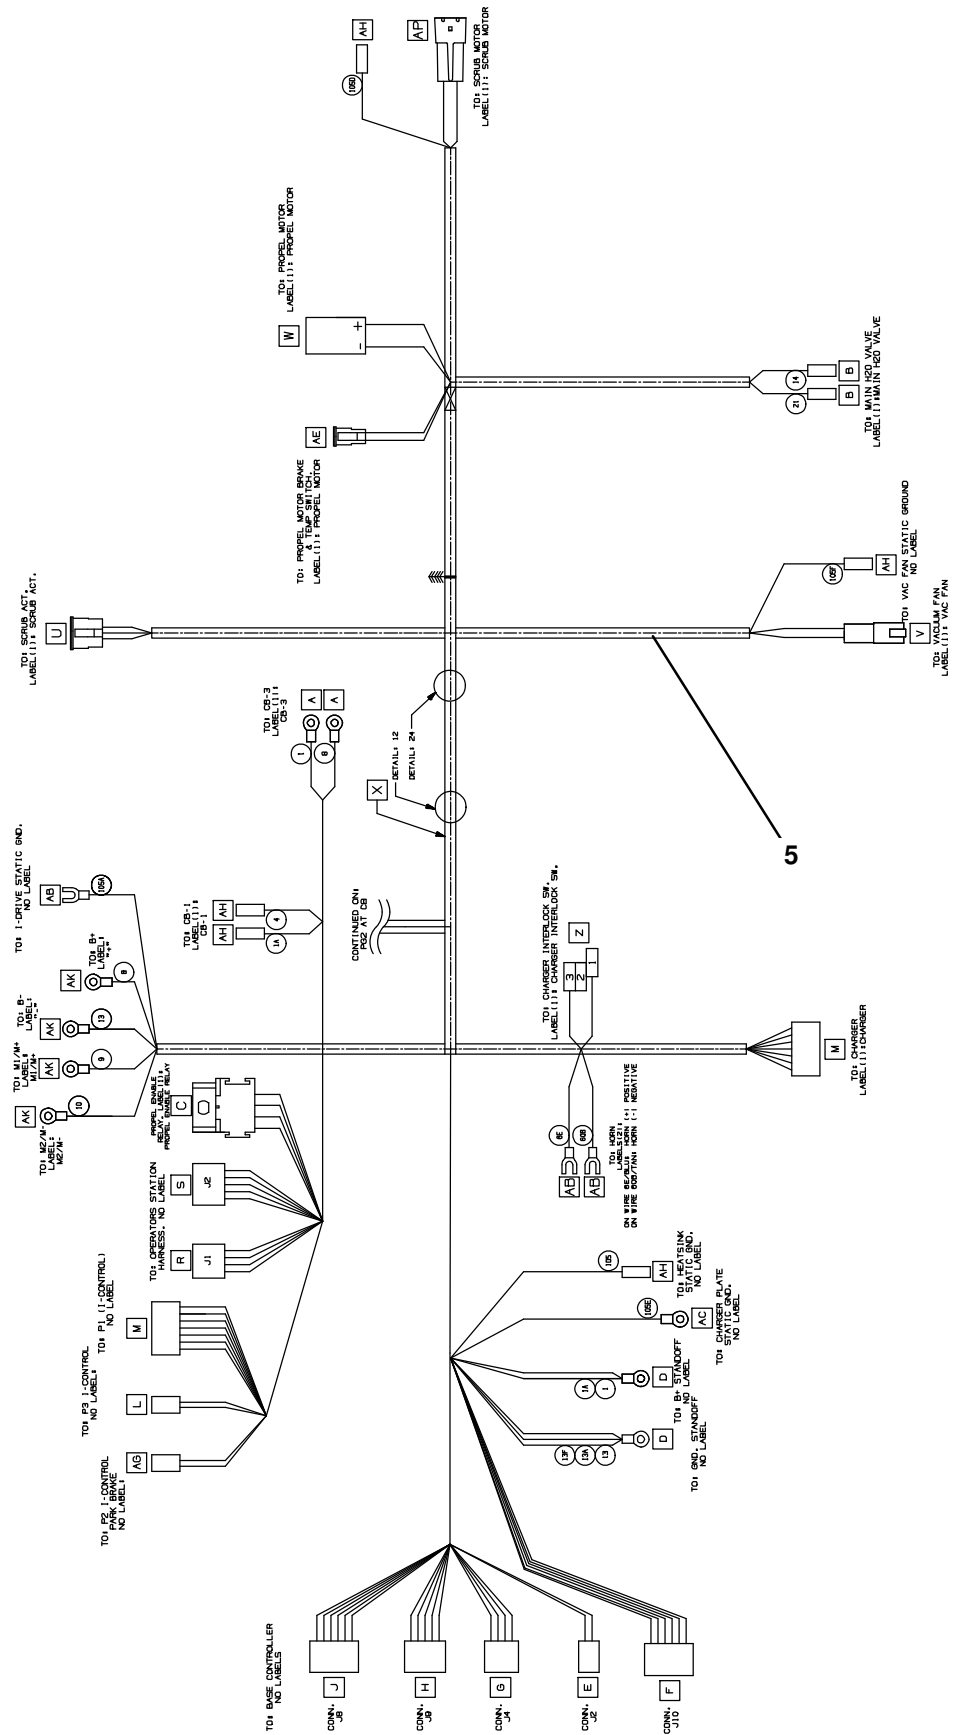 AH
105D
AP
TO: SCRUB MOTOR
LABEL(1): SCRUB MOTOR
TO: PROPEL MOTOR
LABEL(1): PROPEL MOTOR
W
- +
AE
TO: PROPEL MOTOR BRAKE
& TEMP SWITCH.
LABEL(1): PROPEL MOTOR
14
21
B
B
TO: MAIN H2O VALVE
LABEL(1):MAIN H2O VALVE
TO: SCRUB ACT.
LABEL(1): SCRUB ACT.
U
105F
AH
TO: VAC FAN STATIC GROUND
NO LABEL
V
TO: VACUUM FAN
LABEL(1): VAC FAN
5
TO: CB-3
LABEL(1):
CB-3
A
A
1
8
X
DETAIL: 12
DETAIL: 24
TO: I-DRIVE STATIC GND.
NO LABEL
AB
105A
TO: B+
LABEL:
"+"
AK
8
TO: B-
LABEL:
"-"
AK
13
TO: M1/M+
LABEL:
M1/M+
AK
9
TO: M2/M-
LABEL:
M2/M-
AK
10
TO: CB-1
LABEL(1):
CB-1
AH
AH
4
1A
CONTINUED ON:
PG2 AT CB
TO: CHARGER INTERLOCK SW.
LABEL(1): CHARGER INTERLOCK SW.
Z
3
2
1
6E
60B
AB
AB
TO: HORN
LABELS(2):
ON WIRE 6E/BLU: HORN (+) POSITIVE
ON WIRE 60B/TAN: HORN (-) NEGATIVE
M
TO: CHARGER
LABEL(1):CHARGER
PROPEL ENABLE
RELAY. LABEL(1):
PROPEL ENABLE RELAY
C
S
J2
R
J1
TO: OPERATORS STATION
HARNESS. NO LABEL
TO: P1 (I-CONTROL)
NO LABEL
M
TO: P3 I-CONTROL
NO LABEL:
L
TO: P2 I-CONTROL
PARK BRAKE
NO LABEL:
AG
105
AH
TO: HEATSINK
STATIC GND.
NO LABEL
105E
AC
TO: CHARGER PLATE
STATIC GND.
NO LABEL
1A
1
D
TO: B+ STANDOFF
NO LABEL
13F
13A
13
D
TO: GND. STANDOFF
NO LABEL
TO: BASE CONTROLLER
NO LABELS
J
CONN.
J8
H
CONN.
J9
G
CONN.
J4
E
CONN.
J2
F
CONN.
J10